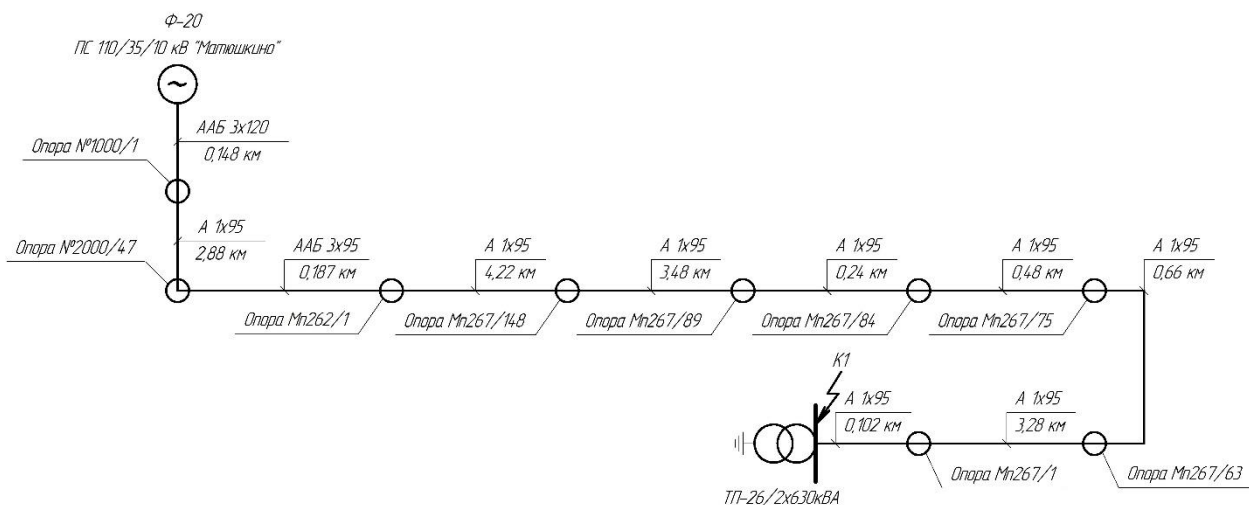 Ф-20
ПС 110/35/10 кВ "Матюшкино"
~
ААБ 3х120
0,148 км
Опора №1000/1
А 1х95
2,88 км
Опора №2000/47
ААБ 3х95
0,187 км
А 1х95
4,22 км
А 1х95
3,48 км
А 1х95
0,24 км
А 1х95
0,48 км
А 1х95
0,66 км
Опора Мп262/1
Опора Мп267/148
Опора Мп267/89
Опора Мп267/84
Опора Мп267/75
К1
А 1х95
0,102 км
А 1х95
3,28 км
Опора Мп267/1
Опора Мп267/63
ТП-26/2х630кВА